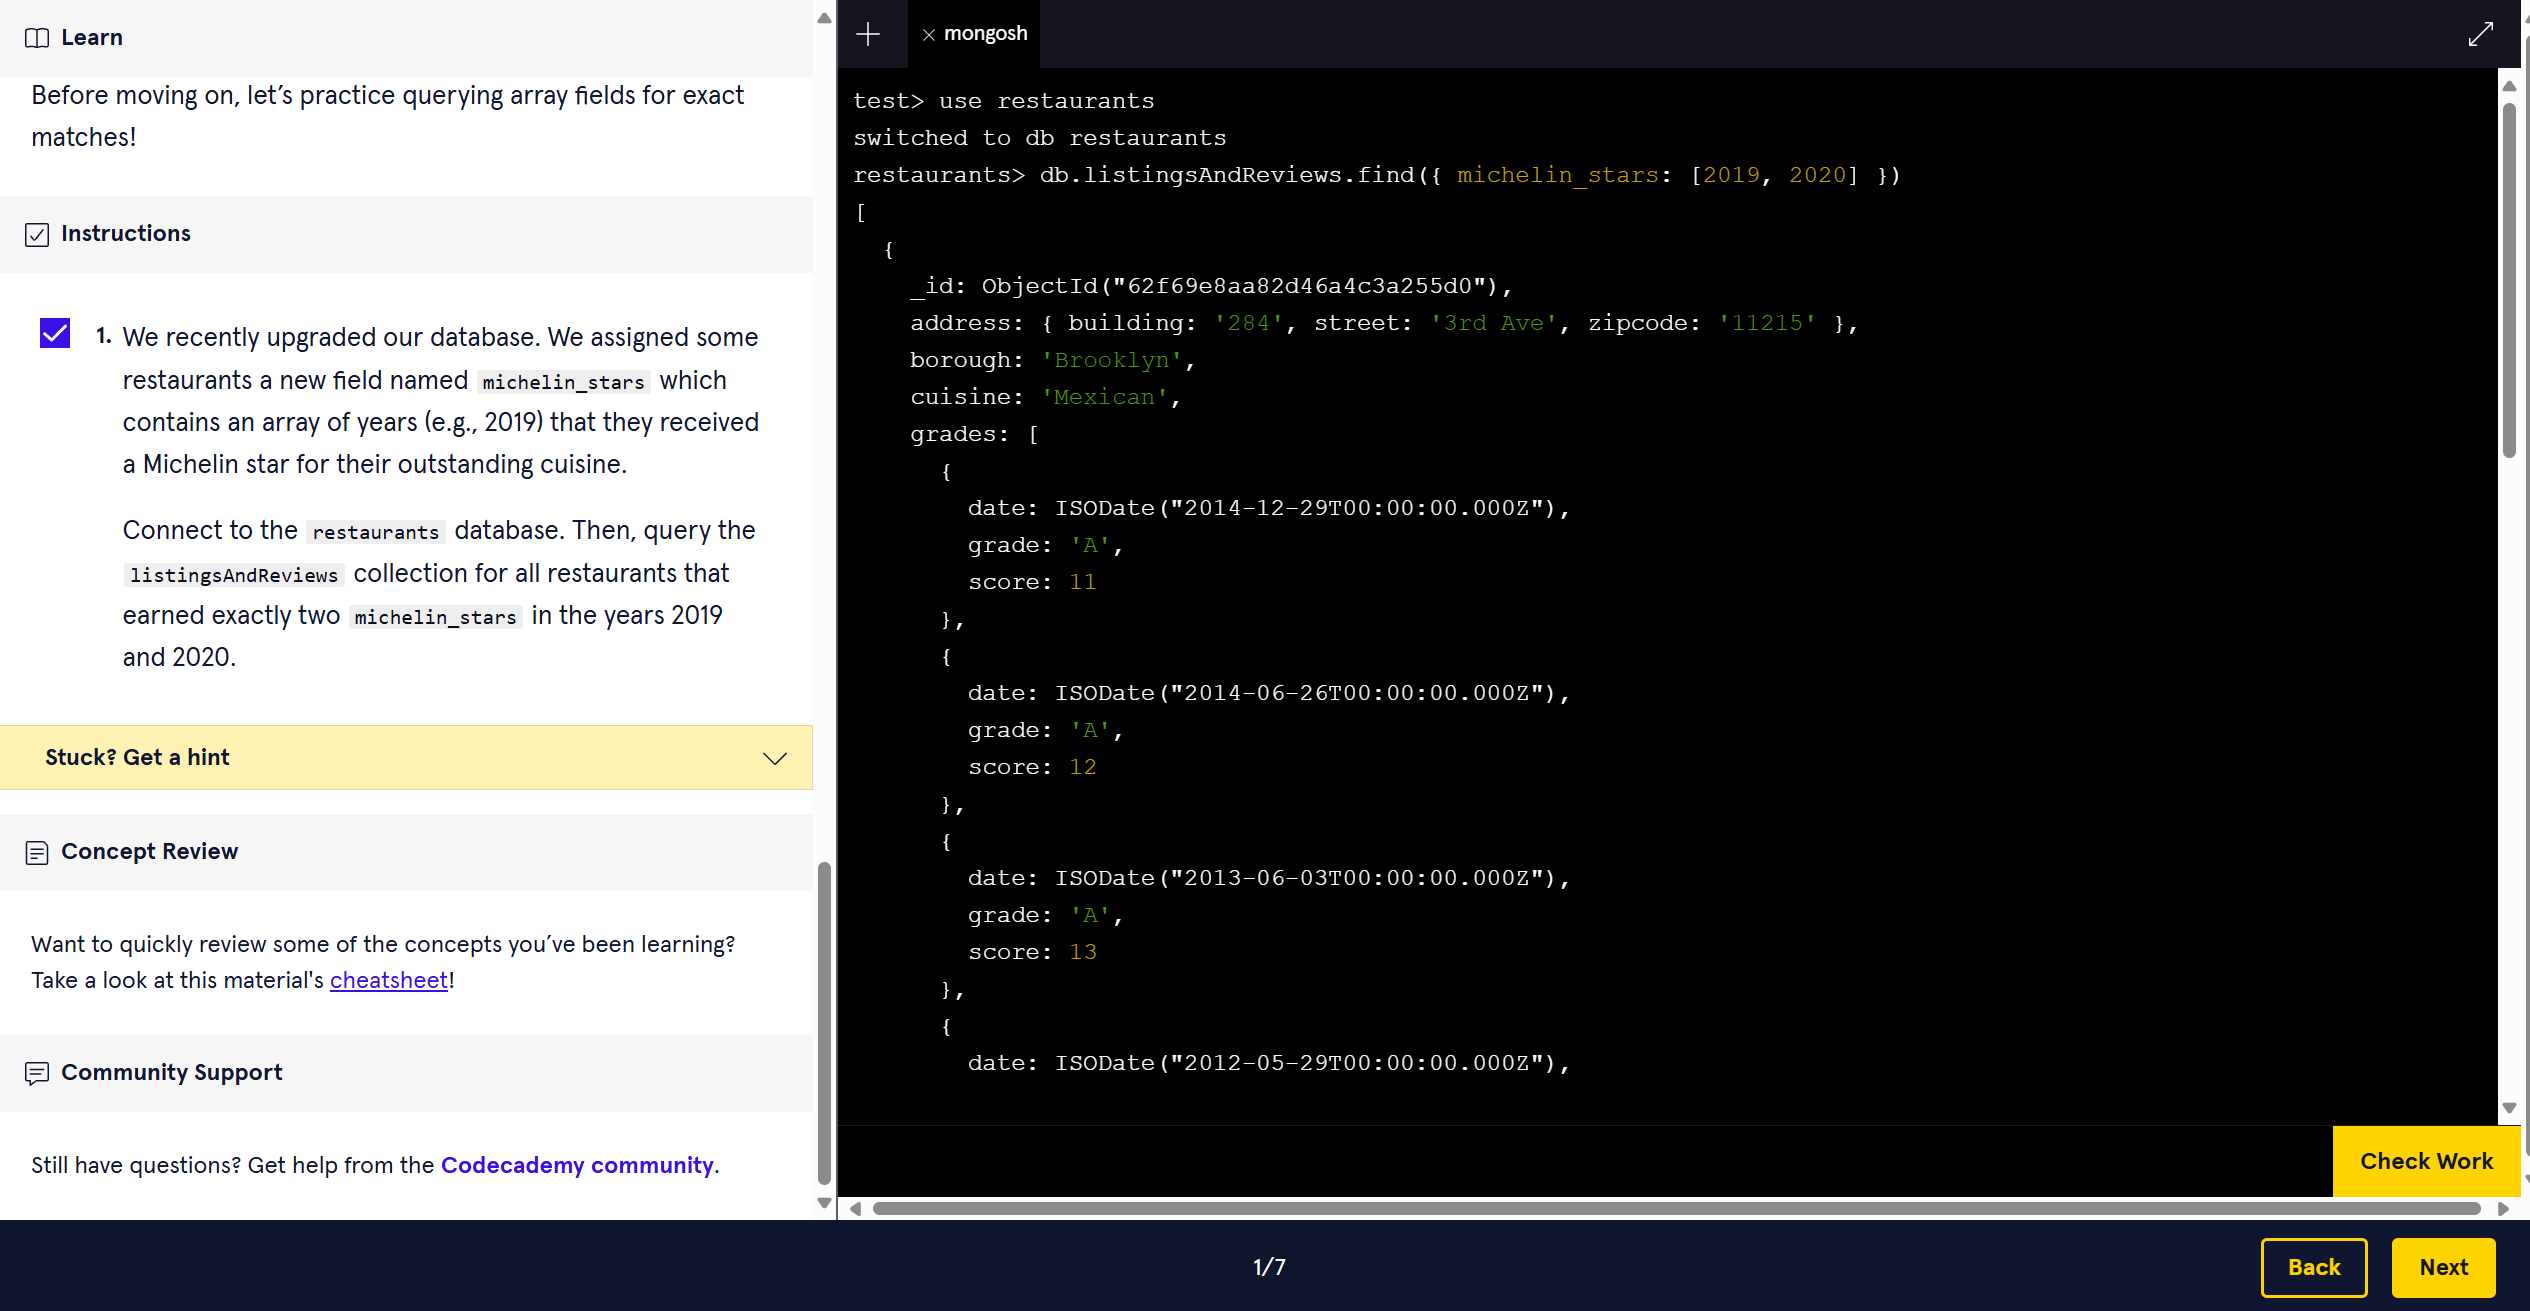 Learn
Before moving on, let's practice querying array fields for exact
matches!
Instructions
1. We recently upgraded our database. We assigned some
restaurants a new field named michelin_stars which
contains an array of years (e.g., 2019) that they received
a Michelin star for their outstanding cuisine.
Connect to the restaurants database. Then, query the
listingsAndReviews collection for all restaurants that
earned exactly two michelin_stars in the years 2019
and 2020.
Stuck? Get a hint
Concept Review
Want to quickly review some of the concepts you've been learning?
Take a look at this material's cheatsheet!
Community Support
Still have questions? Get help from the Codecademy community.
mongosh
test> use restaurants
switched to db restaurants
restaurants> db.listingsAndReviews.find({ michelin_stars: [2019, 2020] })
[
{
_id: ObjectId("62f69e8aa82d46a4c3a255d0"),
address: { building: '284', street: '3rd Ave', zipcode: '11215' },
borough: 'Brooklyn',
cuisine: 'Mexican',
grades: [
{
date: ISODate("2014-12-29T00:00:00.000Z"),
grade: 'A',
score: 11
},
{
date: ISODate("2014-06-26T00:00:00.000Z"),
grade: 'A',
score: 12
},
{
date: ISODate("2013-06-03T00:00:00.000Z"),
grade: 'A',
score: 13
},
{
date: ISODate("2012-05-29T00:00:00.000Z"),
Check Work
1/7
Back
Next